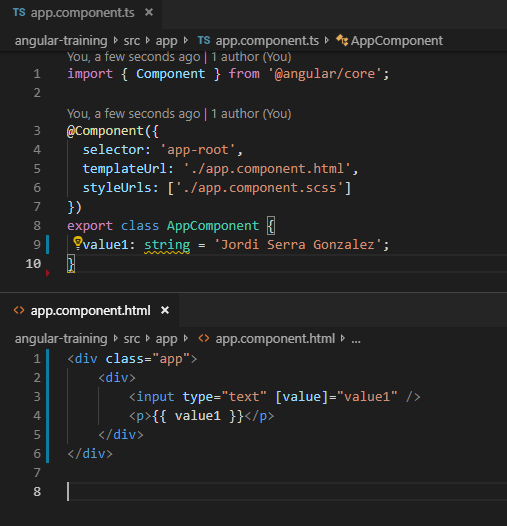 TS app.component.ts ×
angular-training > src > app > TS app.component.ts > AppComponent
You, a few seconds ago | 1 author (You)
1 import { Component } from '@angular/core';
2
You, a few seconds ago | 1 author (You)
3 @Component({
4   selector: 'app-root',
5   templateUrl: './app.component.html',
6   styleUrls: ['./app.component.scss']
7 })
8 export class AppComponent {
9   value1: string = 'Jordi Serra Gonzalez';
10 }
<> app.component.html ×
angular-training > src > app > <> app.component.html > ...
1 <div class="app">
2     <div>
3         <input type="text" [value]="value1" />
4         <p>{{ value1 }}</p>
5     </div>
6 </div>
7
8